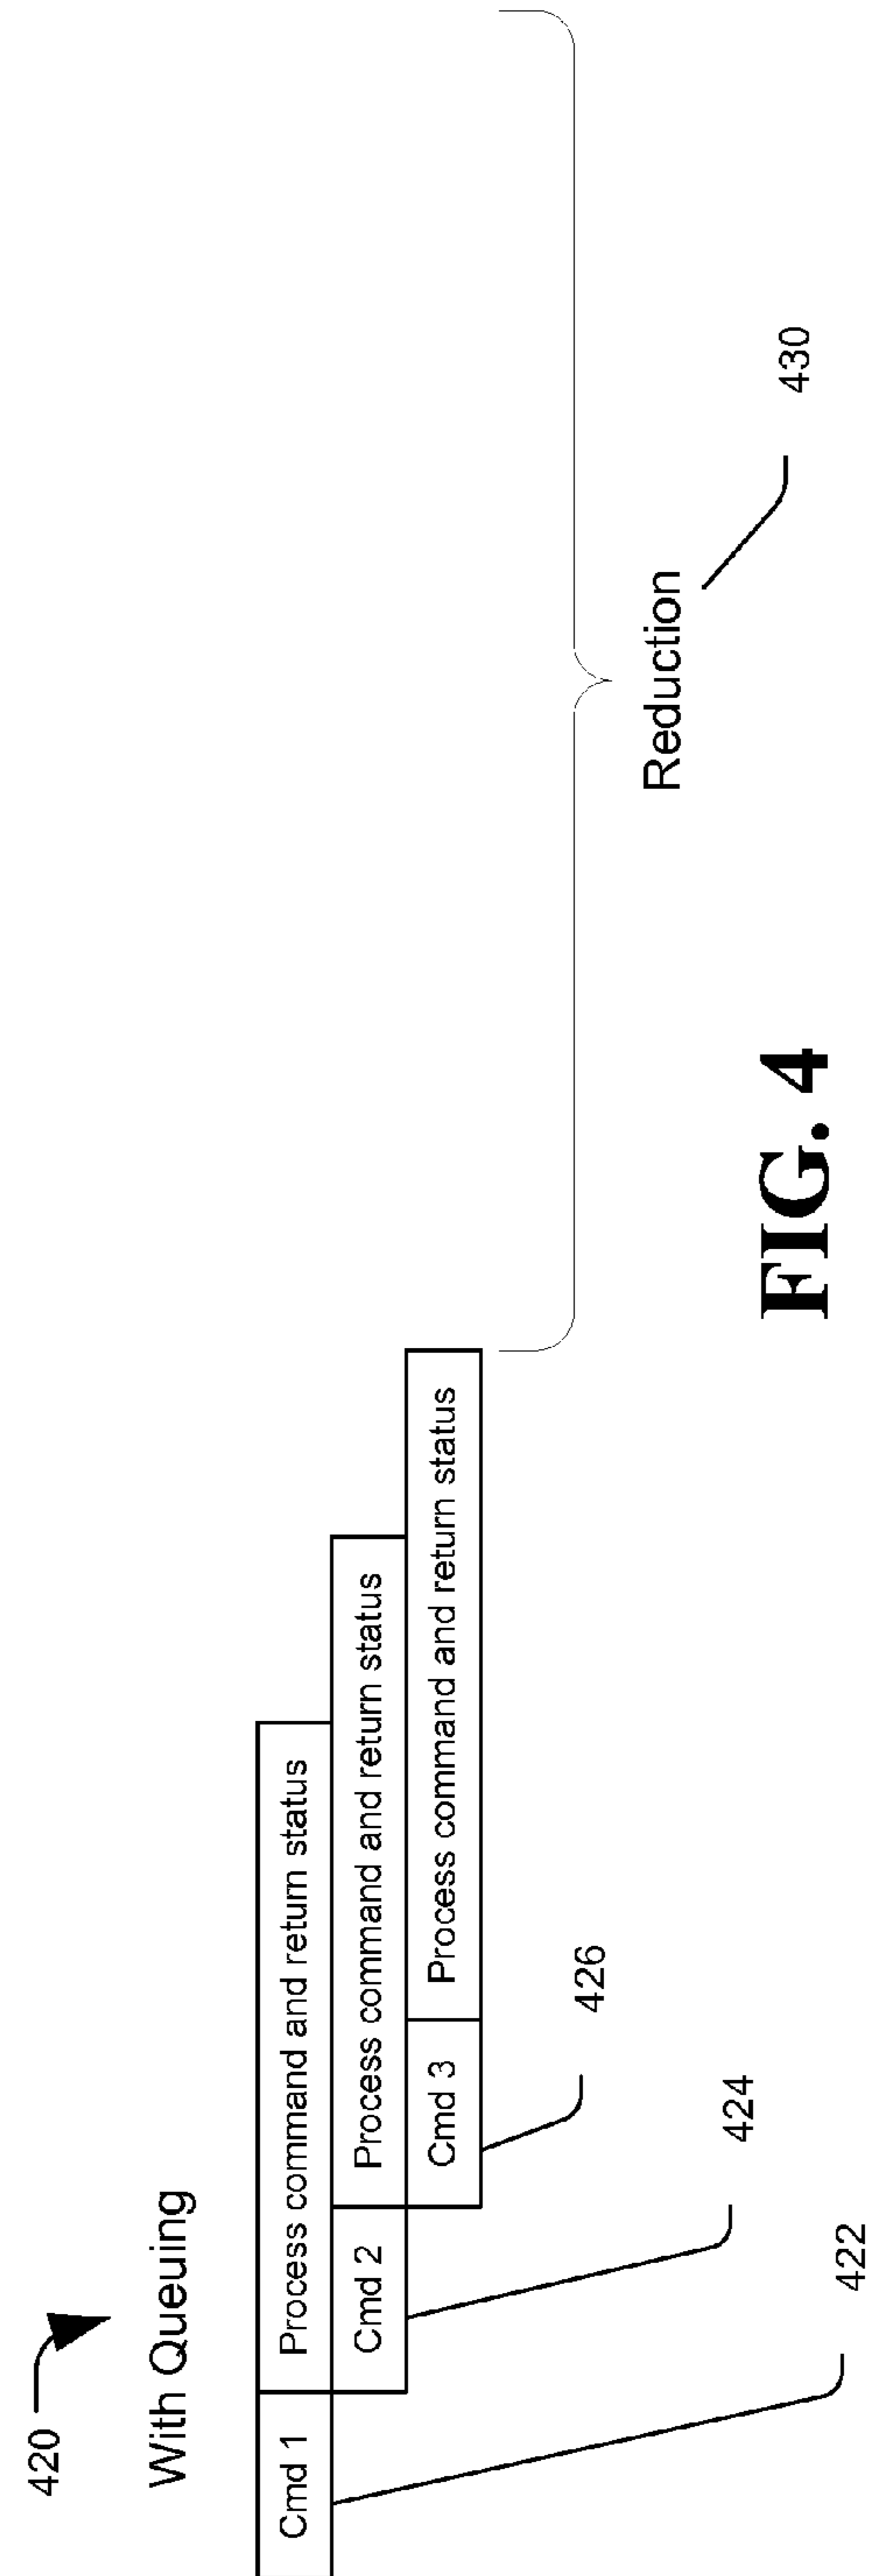 420
With Queuing
Cmd 1 Process command and return status
Cmd 2 Process command and return status
Cmd 3 Process command and return status
426
Reduction
424
430
422
FIG. 4